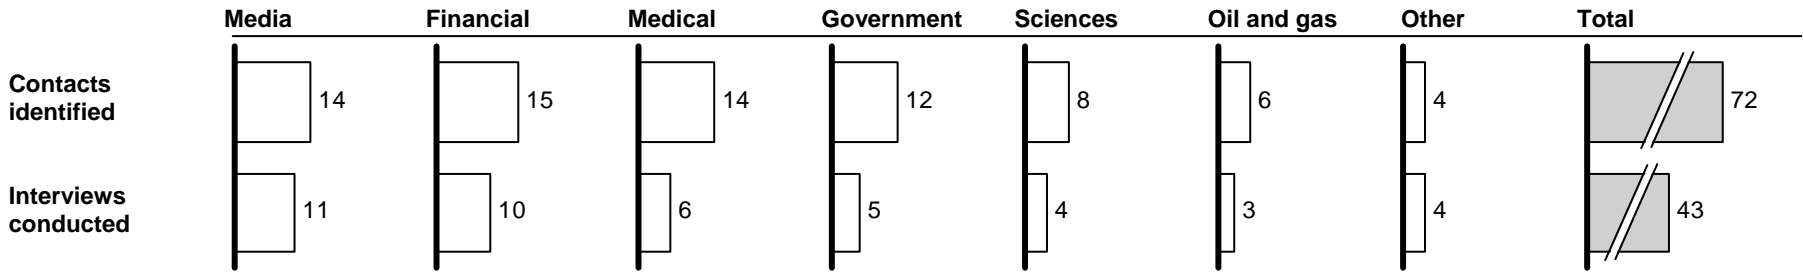 Media Financial Medical Government Sciences Oil and gas Other Total
Contacts
identified
14 15 14 12 8 6 4 72
Interviews
conducted
11 10 6 5 4 3 4 43